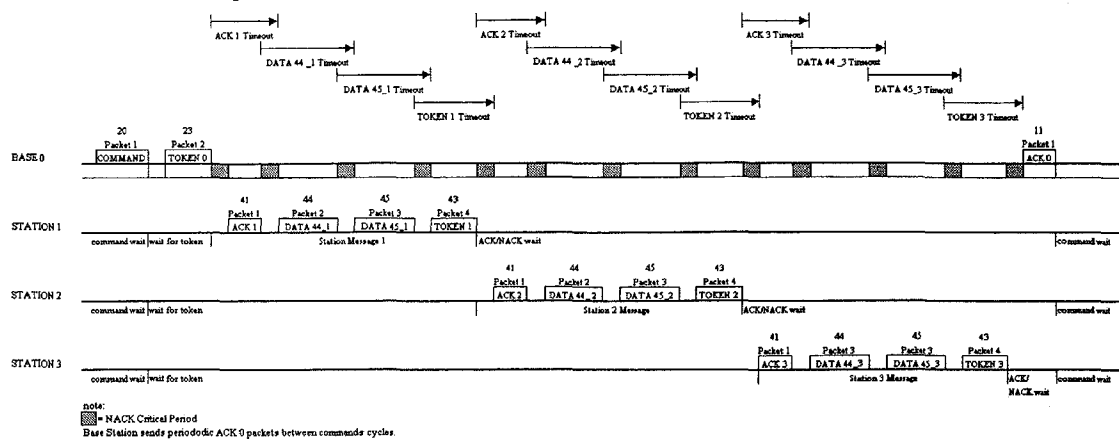 ACK 1 Timeout
ACK 2 Timeout
ACK 3 Timeout
DATA 44_1 Timeout
DATA 44_2 Timeout
DATA 44_3 Timeout
DATA 45_1 Timeout
DATA 45_2 Timeout
DATA 45_3 Timeout
TOKEN 1 Timeout
TOKEN 2 Timeout
TOKEN 3 Timeout
20
23
11
Packet 1
Packet 2
Packet 1
BASE 0
COMMAND
TOKEN 0
ACK 0
41
44
45
43
Packet 1
Packet 2
Packet 3
Packet 4
STATION 1
ACK 1
DATA 44_1
DATA 45_1
TOKEN 1
command wait
wait for token
Station Message 1
ACK/NACK wait
command wait
41
44
45
43
Packet 1
Packet 2
Packet 3
Packet 4
STATION 2
ACK 2
DATA 44_2
DATA 45_2
TOKEN 2
command wait
wait for token
Station 2 Message
ACK/NACK wait
command wait
41
44
45
43
Packet 1
Packet 3
Packet 3
Packet 4
STATION 3
ACK 3
DATA 44_3
DATA 45_3
TOKEN 3
command wait
wait for token
Station 3 Message
ACK/
NACK wait
command wait
note:
= NACK Critical Period
Base Station sends perioodic ACK 0 packets between commands cycles.